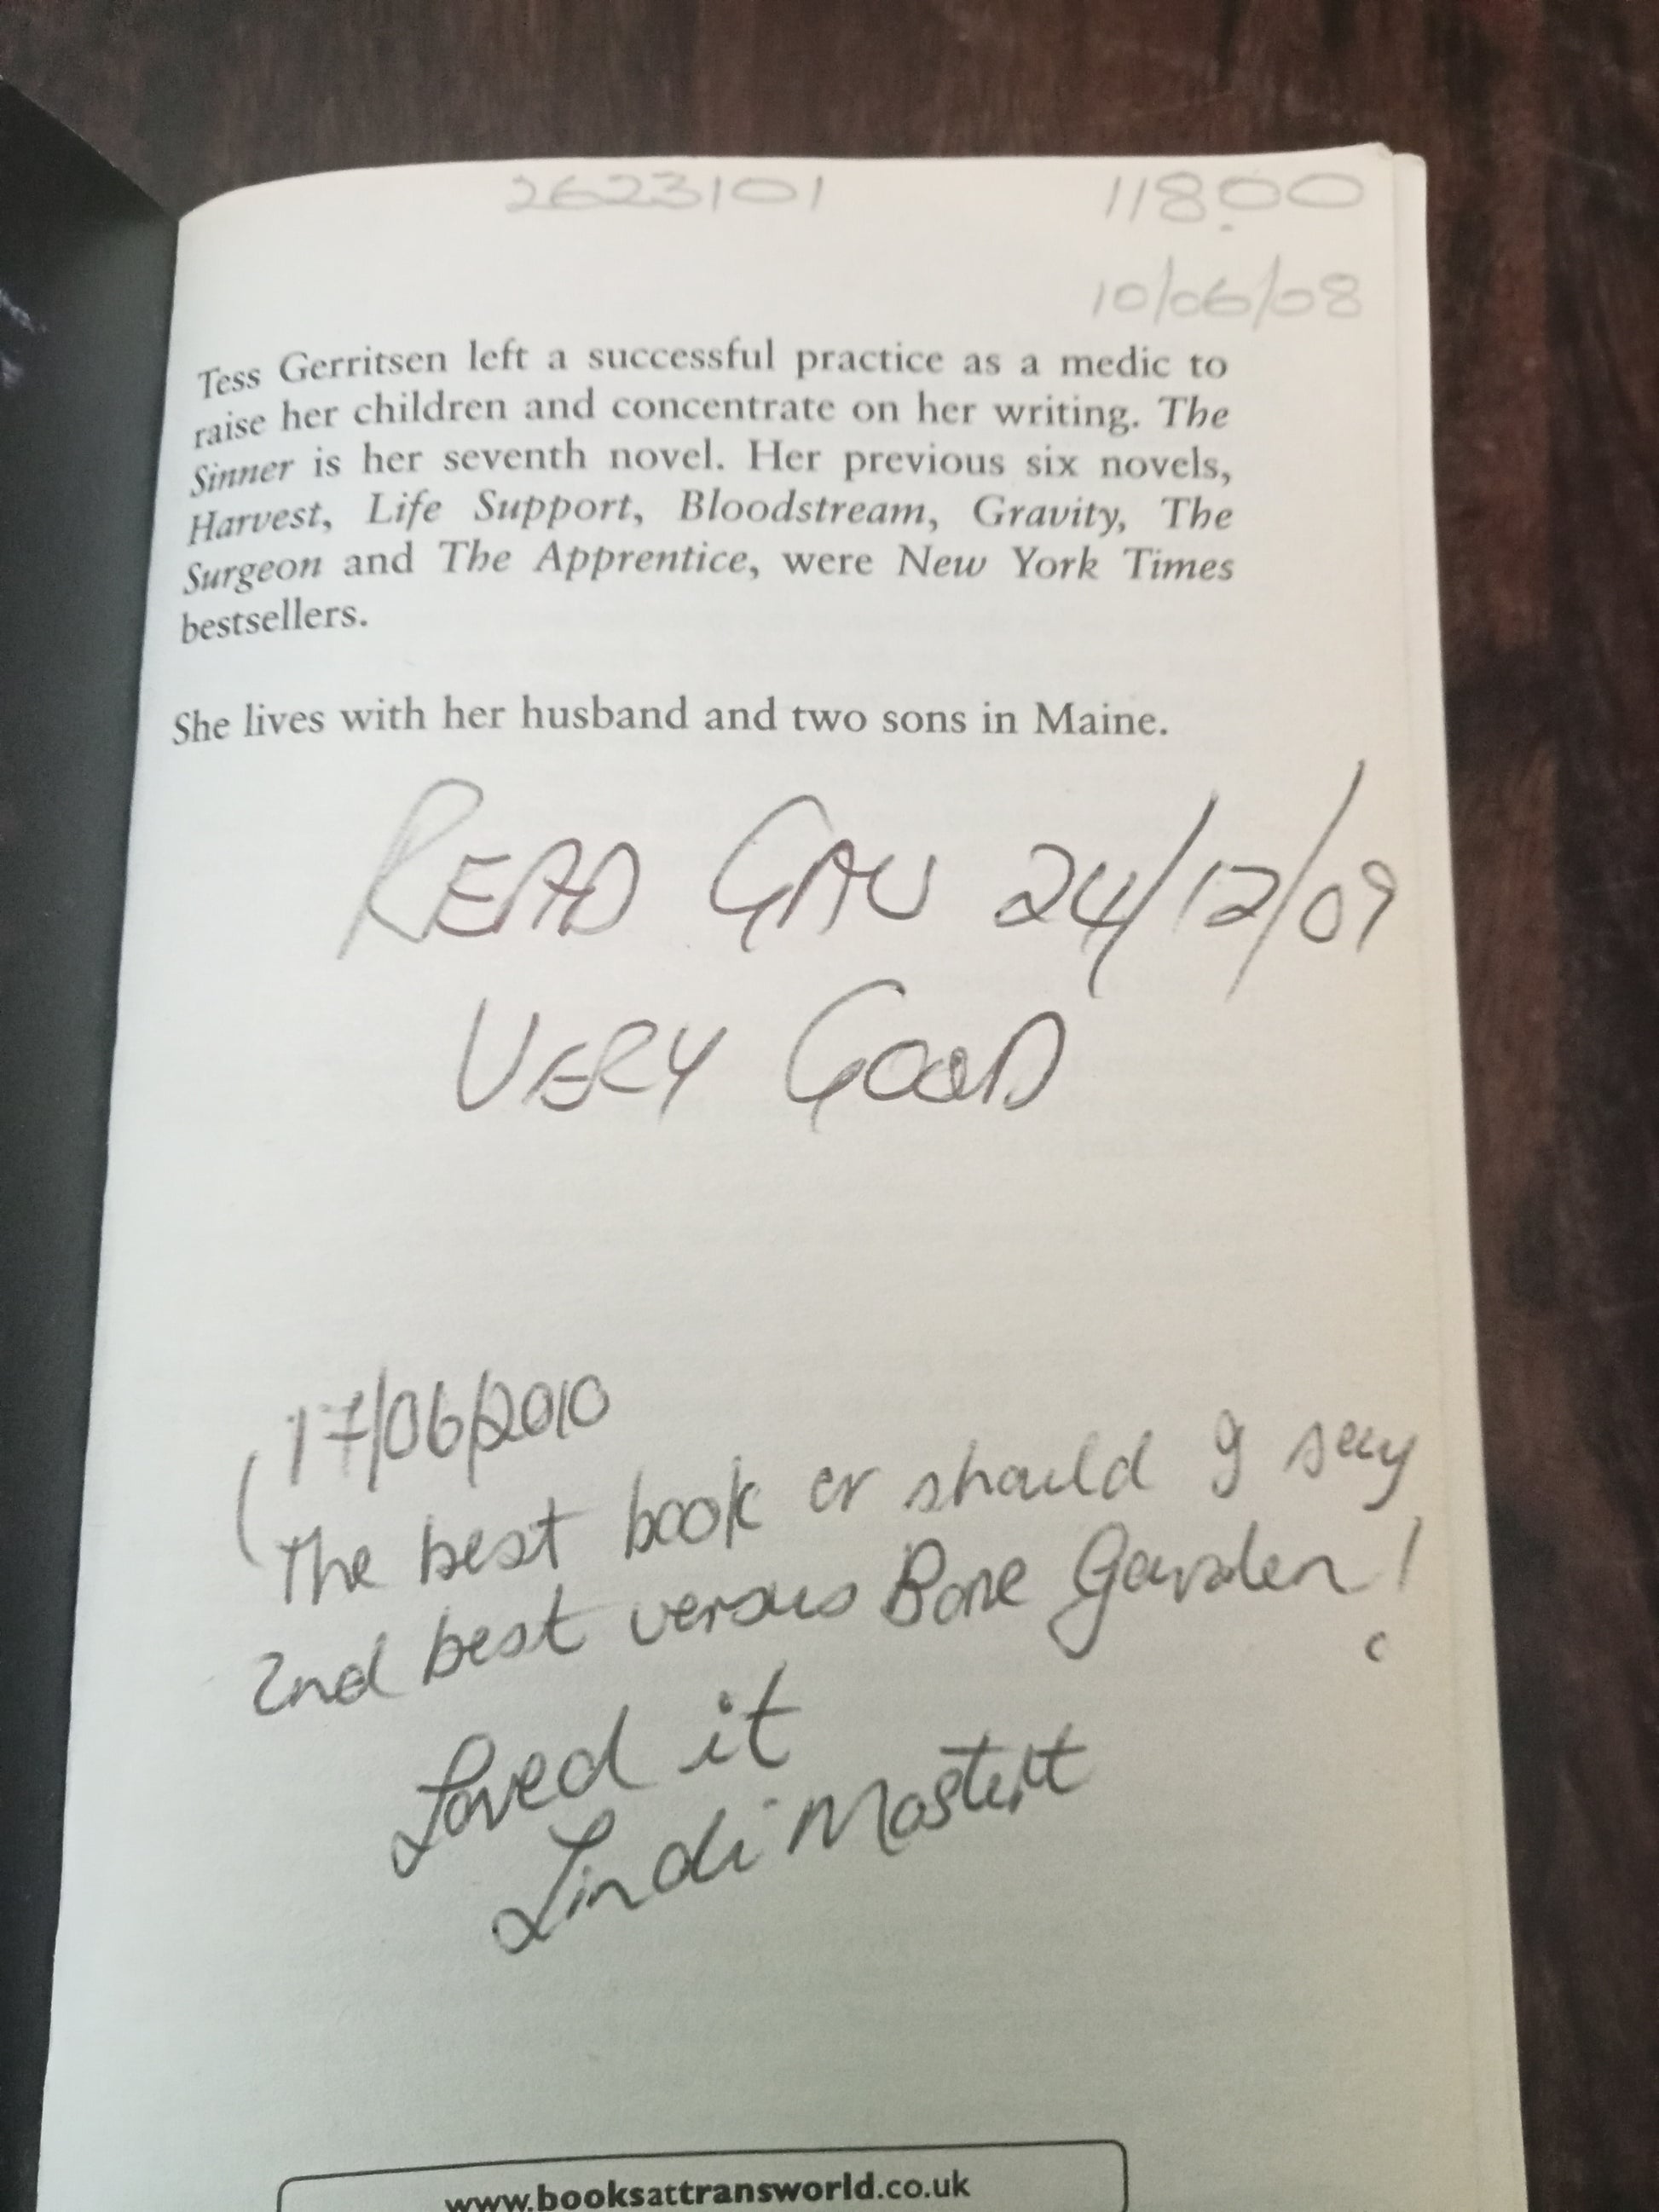 2623101 118.00
10/06/08
Tess Gerritsen left a successful practice as a medic to
raise her children and concentrate on her writing. The
Sinner is her seventh novel. Her previous six novels,
Harvest, Life Support, Bloodstream, Gravity, The
Surgeon and The Apprentice, were New York Times
bestsellers.
She lives with her husband and two sons in Maine.
READ GAU 24/12/09
VERY GOOD
17/06/2010
The best book or should I say
2nd best versus Bone Garden!
Loved it
Lindi Mostert
www.booksattransworld.co.uk